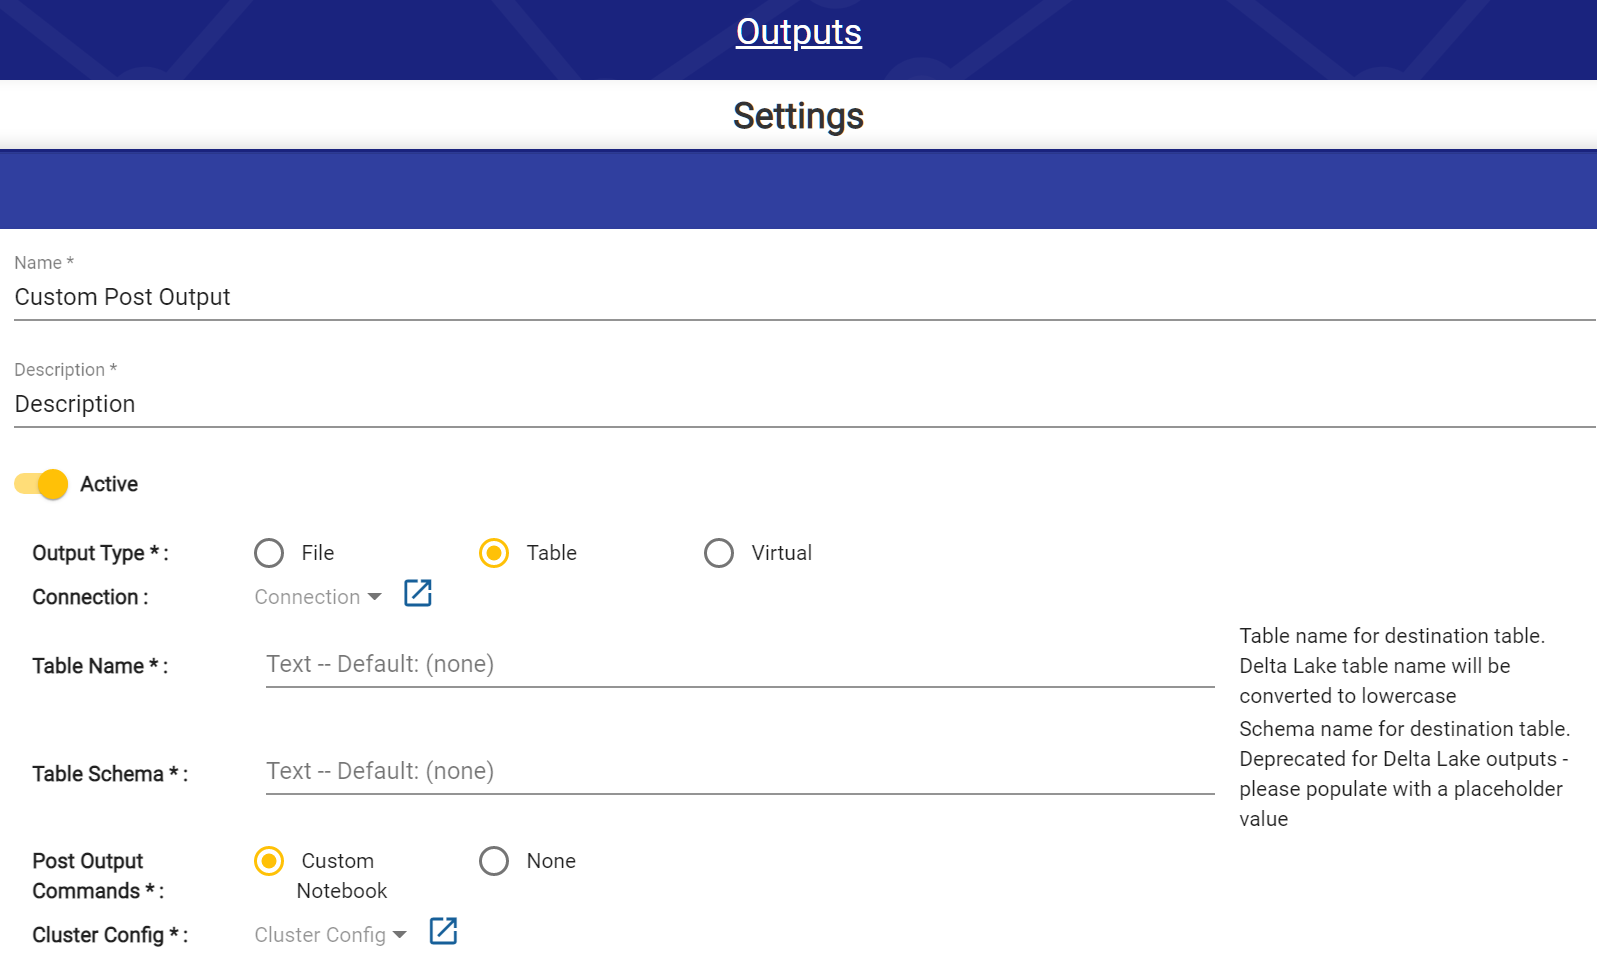 Outputs
Settings
Name *
Custom Post Output
Description *
Description
Active
Output Type * :
File
Table
Virtual
Connection :
Connection
Table Name * :
Text -- Default: (none)
Table name for destination table.
Delta Lake table name will be
converted to lowercase
Table Schema * :
Text -- Default: (none)
Schema name for destination table.
Deprecated for Delta Lake outputs -
please populate with a placeholder
value
Post Output
Commands * :
Custom
Notebook
None
Cluster Config * :
Cluster Config